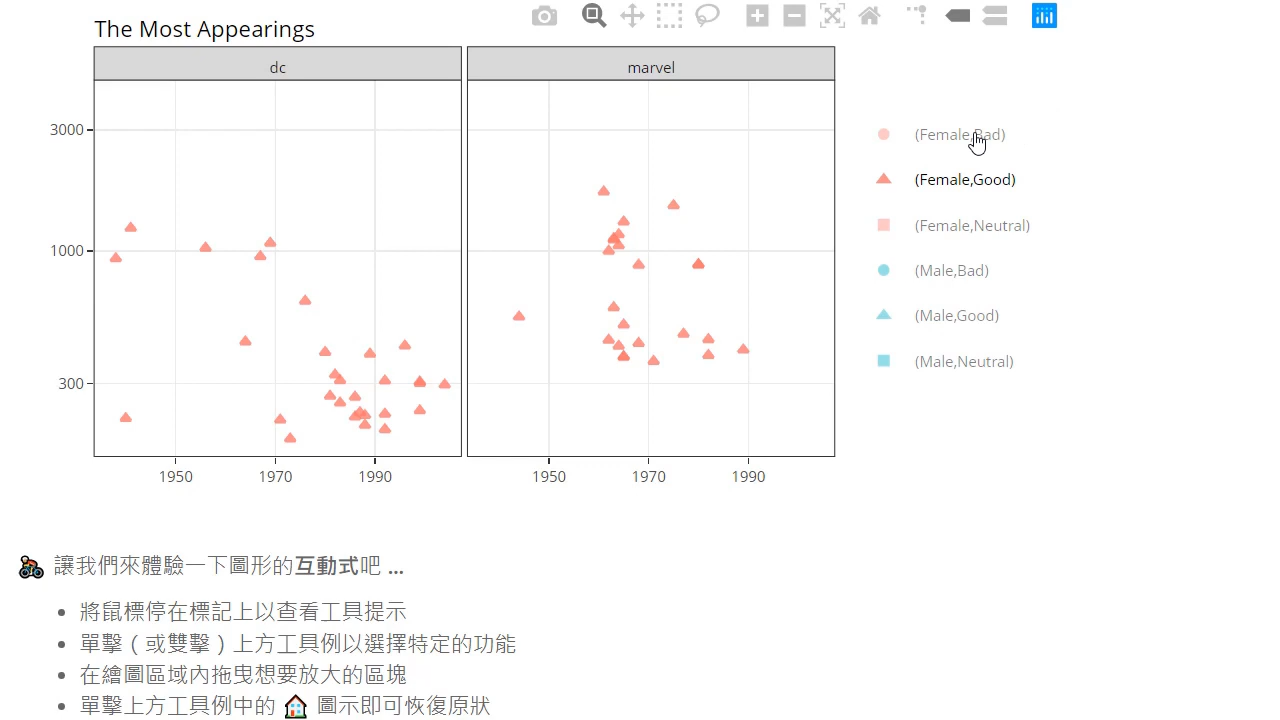 The Most Appearings
dc
marvel
3000
1000
300
1950
1970
1990
1950
1970
1990
(Female,Bad)
(Female,Good)
(Female,Neutral)
(Male,Bad)
(Male,Good)
(Male,Neutral)
讓我們來體驗一下圖形的互動式吧 ...
將鼠標停在標記上以查看工具提示
單擊（或雙擊）上方工具例以選擇特定的功能
在繪圖區域內拖曳想要放大的區塊
單擊上方工具例中的 圖示即可恢復原狀